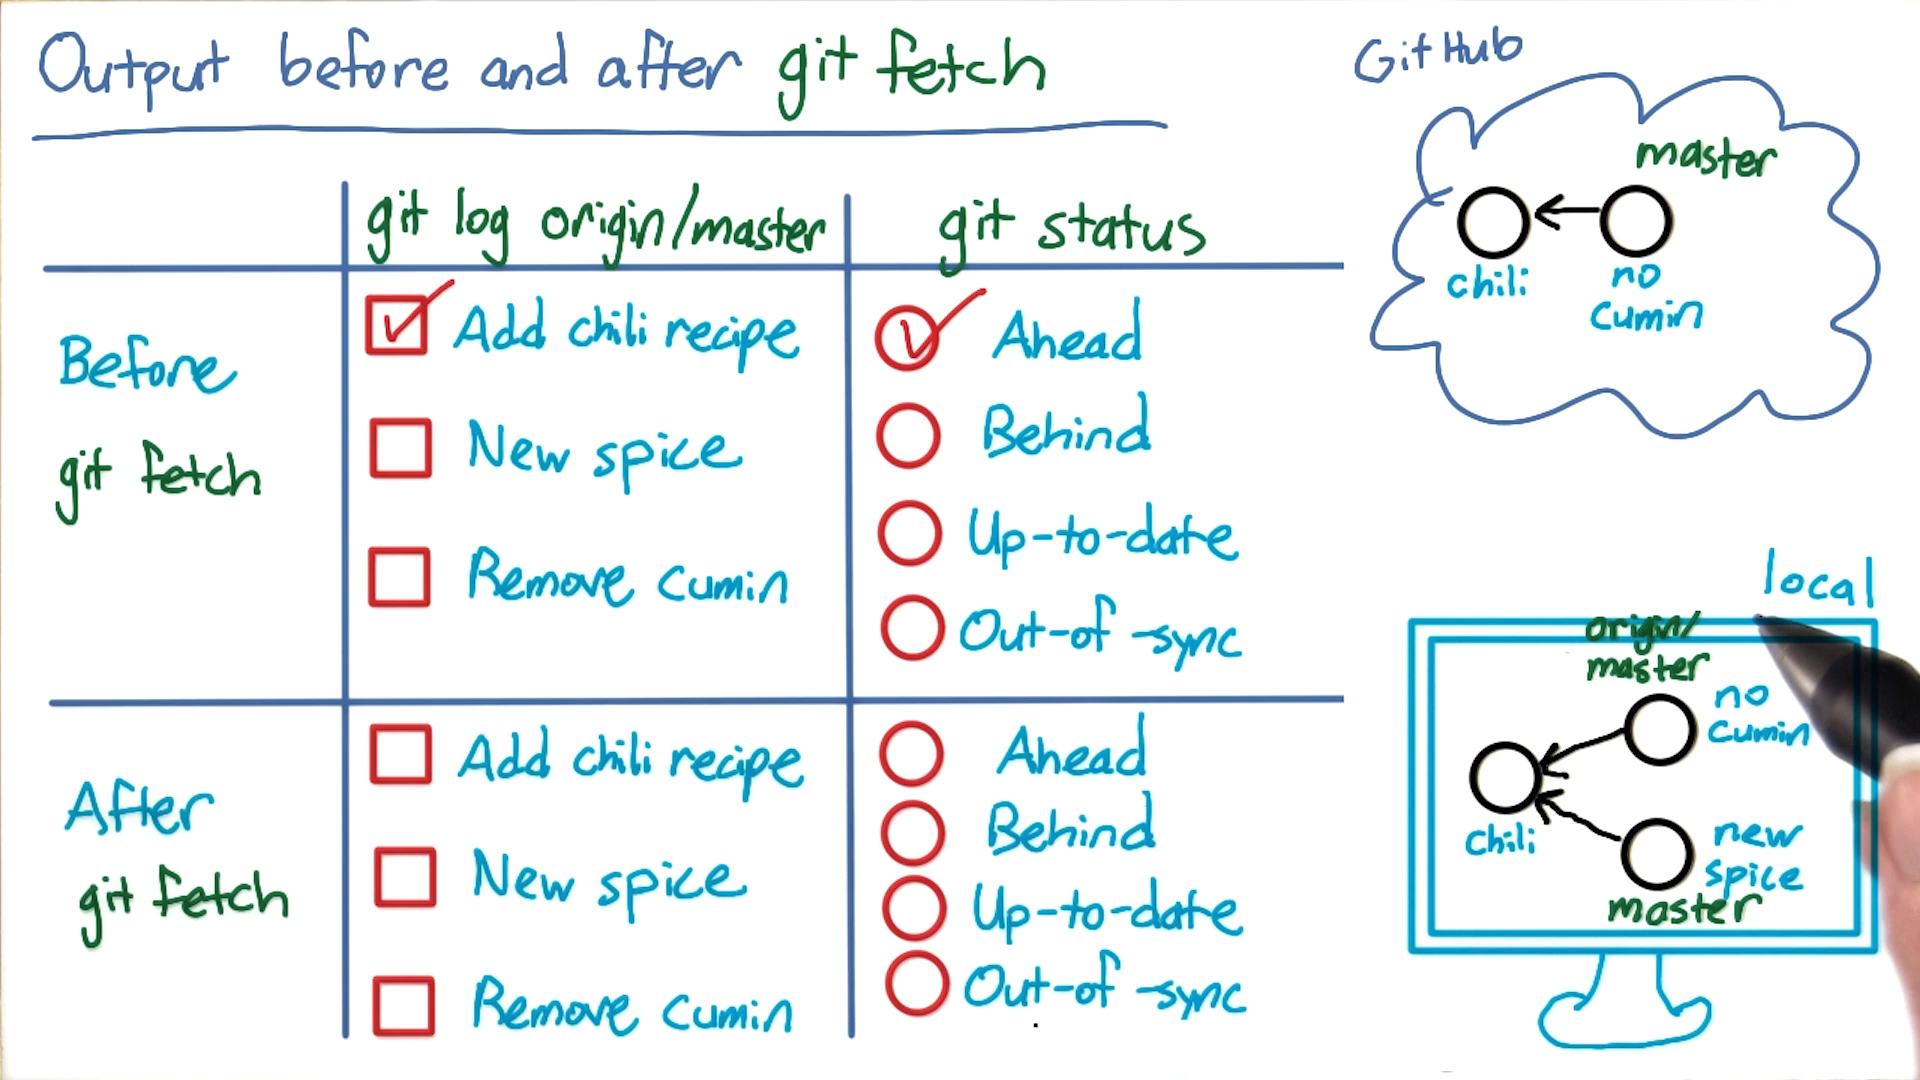 Output before and after git fetch
git log origin/master
git status
Before
git fetch
Add chili recipe
New spice
Remove cumin
Ahead
Behind
Up-to-date
Out-of-sync
After
git fetch
Add chili recipe
New spice
Remove cumin
Ahead
Behind
Up-to-date
Out-of-sync
GitHub
master
chili
no
cumin
local
origin/
master
no
cumin
chili
new
spice
master